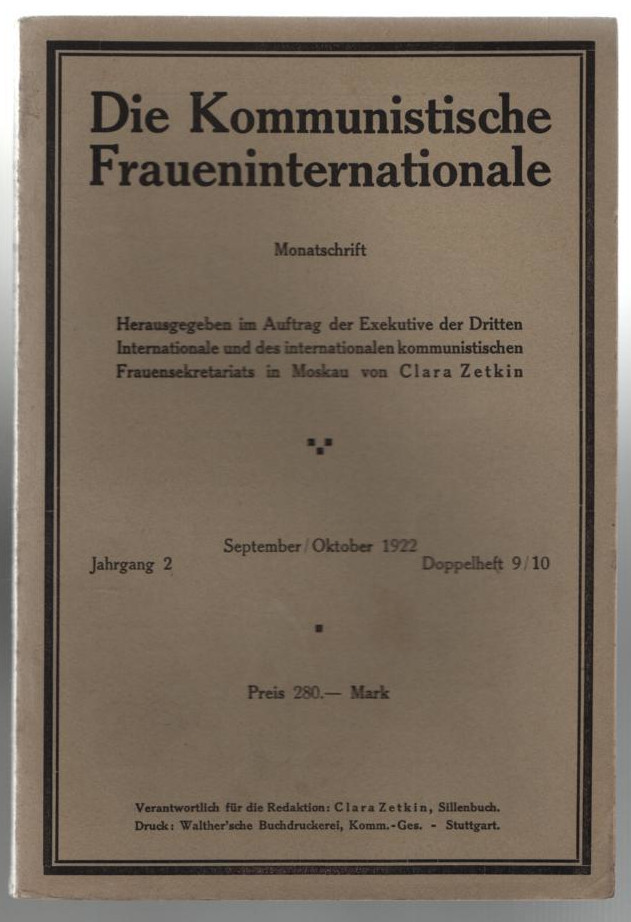 Die Kommunistische
Fraueninternationale
Monatschrift
Herausgegeben im Auftrag der Exekutive der Dritten
Internationale und des internationalen kommunistischen
Frauensekretariats in Moskau von Clara Zetkin
September/Oktober 1922
Jahrgang 2 Doppelheft 9/10
Preis 280.— Mark
Verantwortlich für die Redaktion: Clara Zetkin, Sillenbuch.
Druck: Walther'sche Buchdruckerei, Komm.-Ges. - Stuttgart.